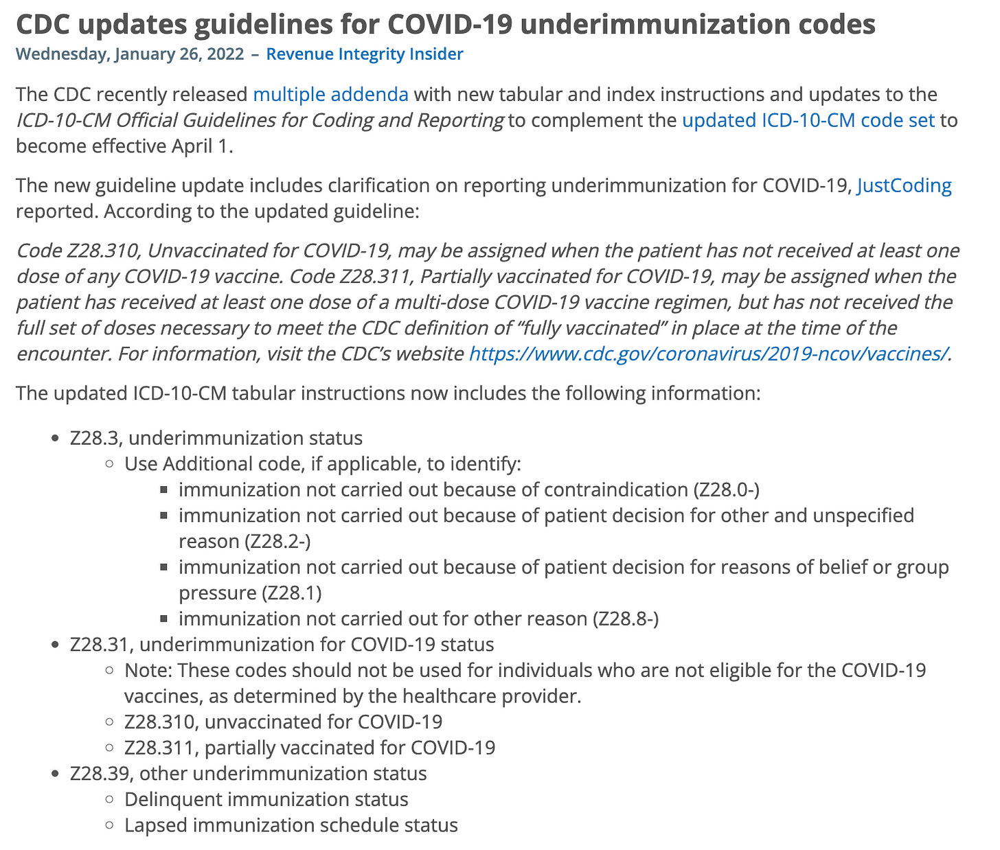 CDC updates guidelines for COVID-19 underimmunization codes
Wednesday, January 26, 2022 – Revenue Integrity Insider
The CDC recently released multiple addenda with new tabular and index instructions and updates to the
ICD-10-CM Official Guidelines for Coding and Reporting to complement the updated ICD-10-CM code set to
become effective April 1.
The new guideline update includes clarification on reporting underimmunization for COVID-19, JustCoding
reported. According to the updated guideline:
Code Z28.310, Unvaccinated for COVID-19, may be assigned when the patient has not received at least one
dose of any COVID-19 vaccine. Code Z28.311, Partially vaccinated for COVID-19, may be assigned when the
patient has received at least one dose of a multi-dose COVID-19 vaccine regimen, but has not received the
full set of doses necessary to meet the CDC definition of “fully vaccinated” in place at the time of the
encounter. For information, visit the CDC’s website https://www.cdc.gov/coronavirus/2019-ncov/vaccines/.
The updated ICD-10-CM tabular instructions now includes the following information:
• Z28.3, underimmunization status
○ Use Additional code, if applicable, to identify:
▪ immunization not carried out because of contraindication (Z28.0-)
▪ immunization not carried out because of patient decision for other and unspecified
reason (Z28.2-)
▪ immunization not carried out because of patient decision for reasons of belief or group
pressure (Z28.1)
▪ immunization not carried out for other reason (Z28.8-)
• Z28.31, underimmunization for COVID-19 status
○ Note: These codes should not be used for individuals who are not eligible for the COVID-19
vaccines, as determined by the healthcare provider.
○ Z28.310, unvaccinated for COVID-19
○ Z28.311, partially vaccinated for COVID-19
• Z28.39, other underimmunization status
○ Delinquent immunization status
○ Lapsed immunization schedule status